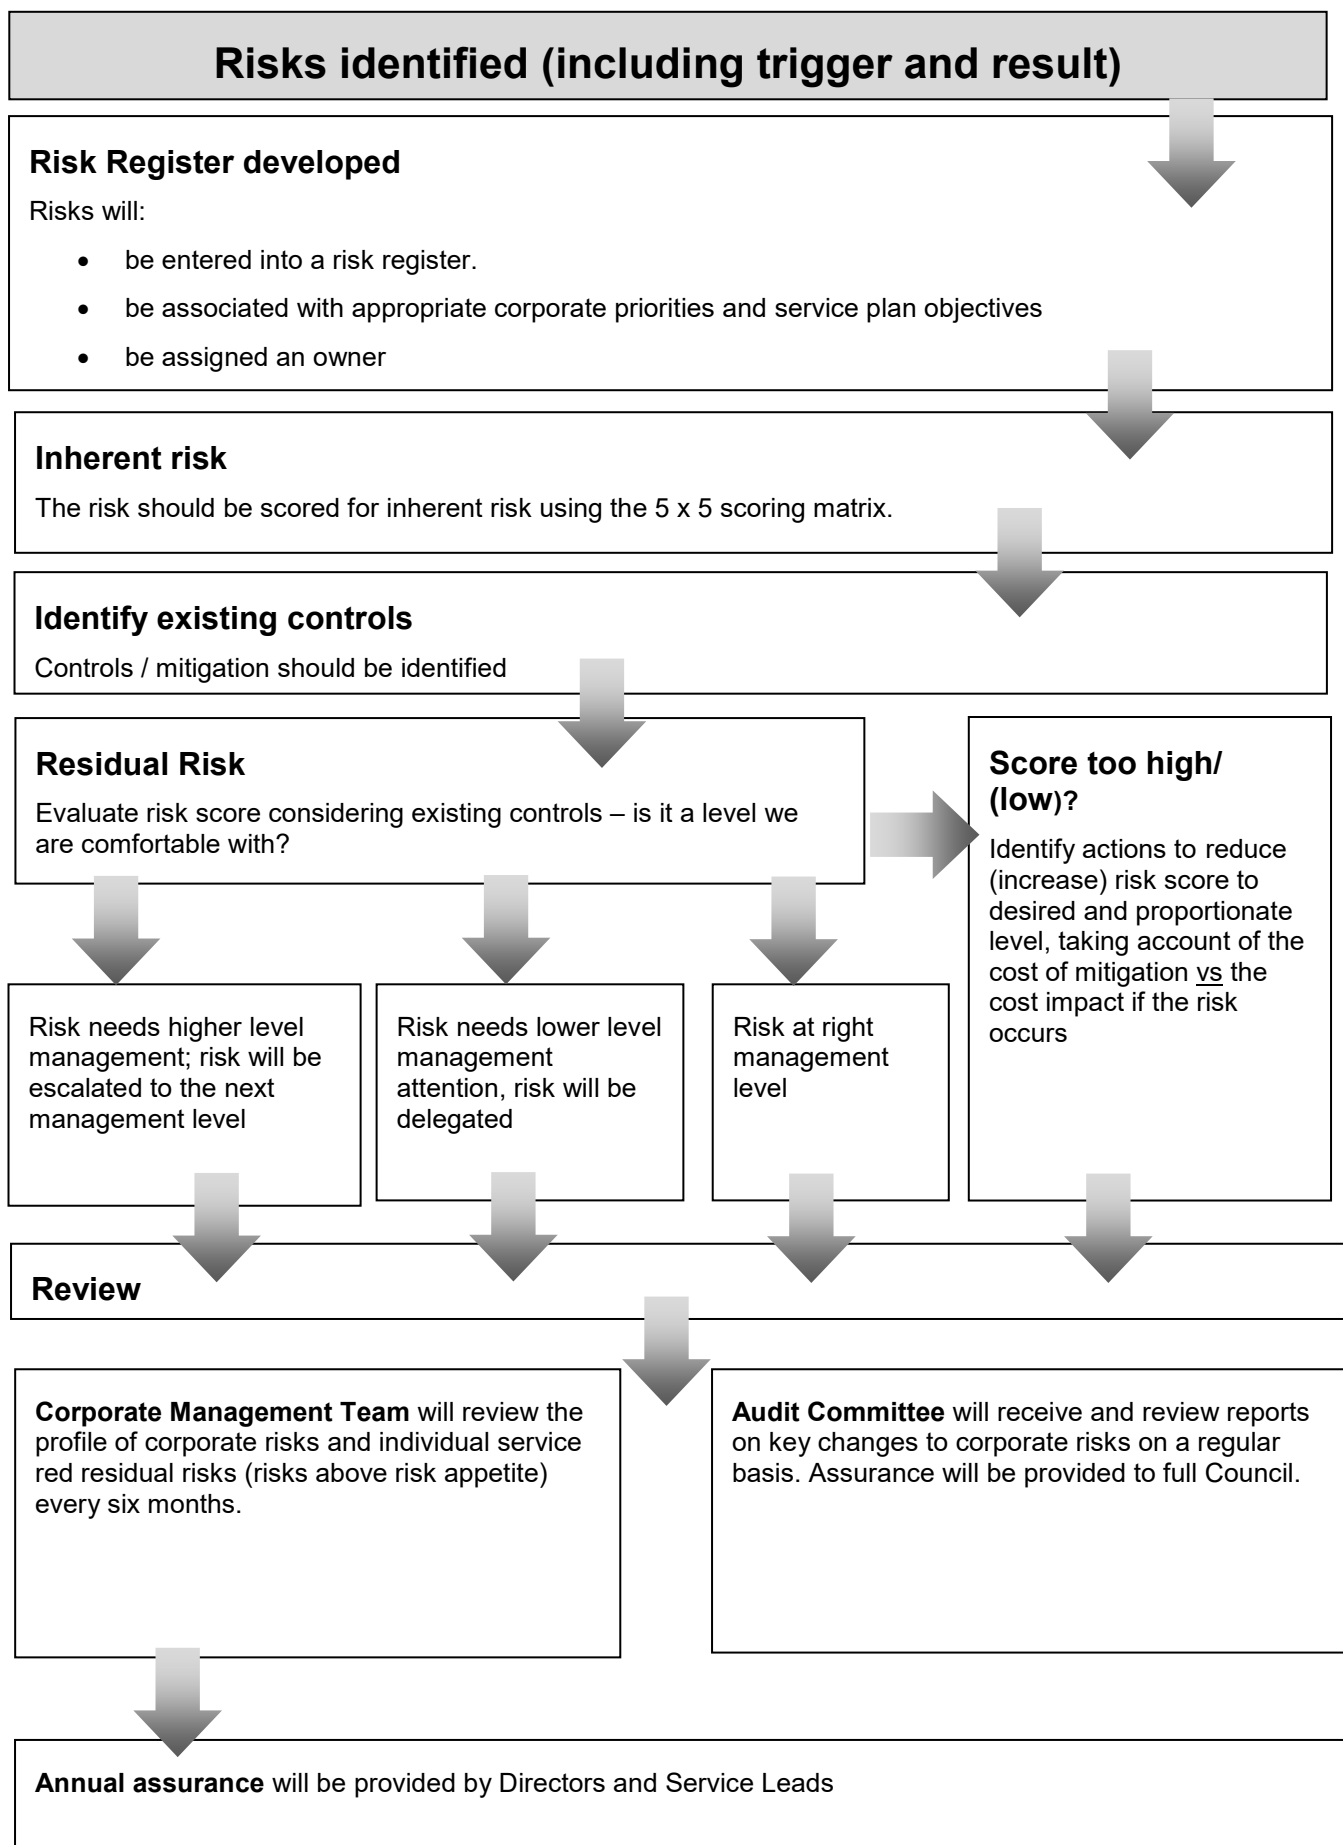 Risks identified (including trigger and result)
Risk Register developed
Risks will:
• be entered into a risk register.
• be associated with appropriate corporate priorities and service plan objectives
• be assigned an owner
Inherent risk
The risk should be scored for inherent risk using the 5 x 5 scoring matrix.
Identify existing controls
Controls / mitigation should be identified
Residual Risk
Evaluate risk score considering existing controls – is it a level we
are comfortable with?
Score too high/
(low)?
Identify actions to reduce
(increase) risk score to
desired and proportionate
level, taking account of the
cost of mitigation vs the
cost impact if the risk
occurs
Risk needs higher level
management; risk will be
escalated to the next
management level
Risk needs lower level
management
attention, risk will be
delegated
Risk at right
management
level
Review
Corporate Management Team will review the
profile of corporate risks and individual service
red residual risks (risks above risk appetite)
every six months.
Audit Committee will receive and review reports
on key changes to corporate risks on a regular
basis. Assurance will be provided to full Council.
Annual assurance will be provided by Directors and Service Leads